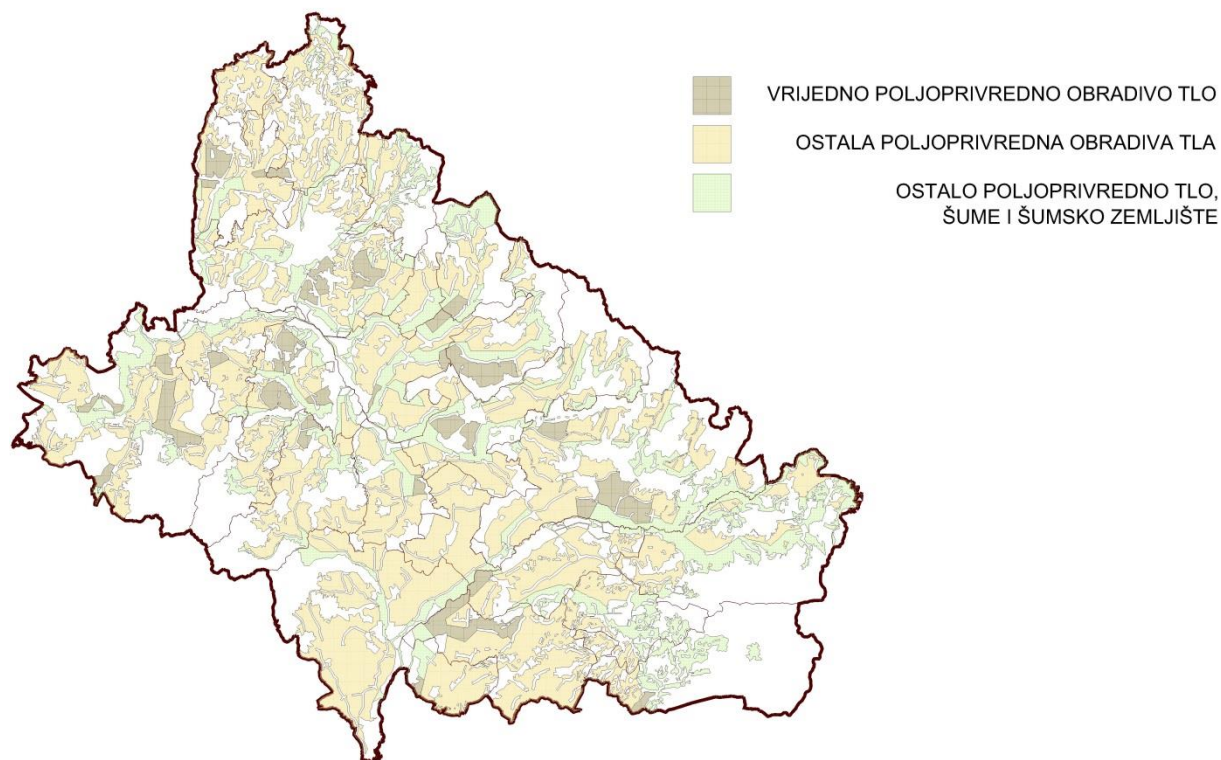 VRIJEDNO POLJOPRIVREDNO OBRADIVO TLO
OSTALA POLJOPRIVREDNA OBRADIVA TLA
OSTALO POLJOPRIVREDNO TLO,
ŠUME I ŠUMSKO ZEMLJIŠTE